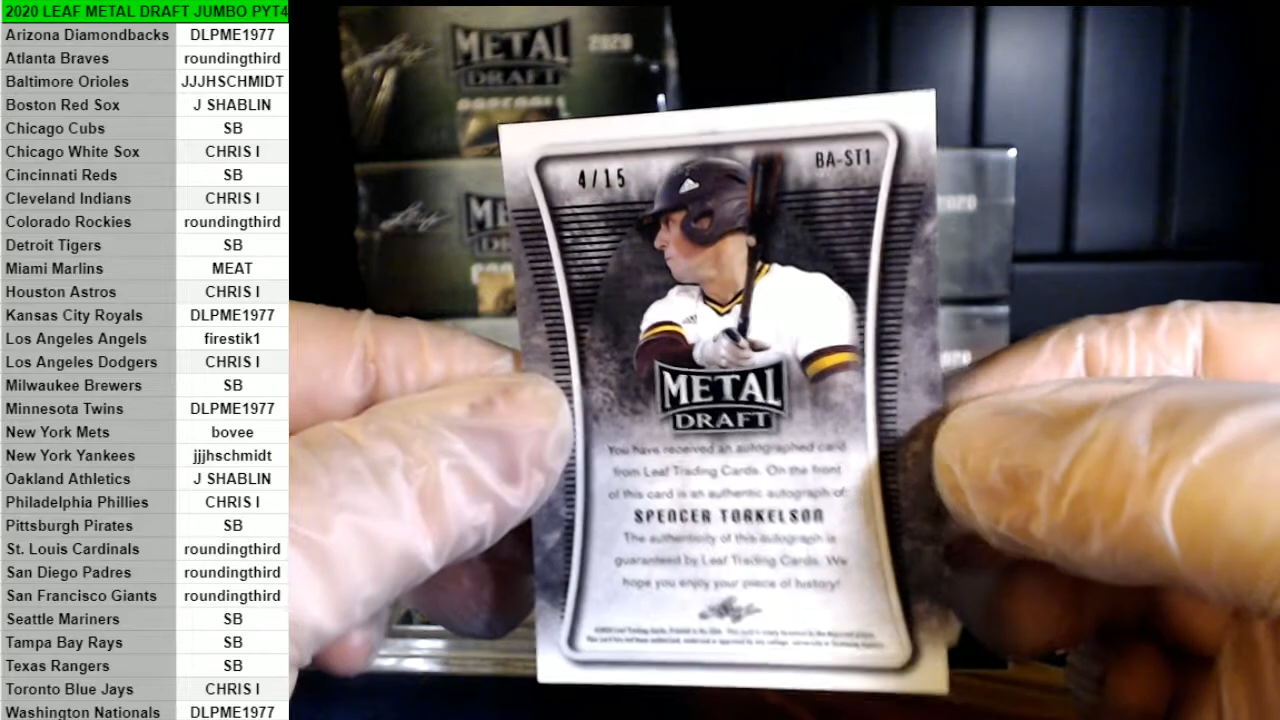 2020 LEAF METAL DRAFT JUMBO PYT4
Arizona Diamondbacks DLPME1977
Atlanta Braves roundingthird
Baltimore Orioles JJJHSCHMIDT
Boston Red Sox J SHABLIN
Chicago Cubs SB
Chicago White Sox CHRIS I
Cincinnati Reds SB
Cleveland Indians CHRIS I
Colorado Rockies roundingthird
Detroit Tigers SB
Miami Marlins MEAT
Houston Astros CHRIS I
Kansas City Royals DLPME1977
Los Angeles Angels firestik1
Los Angeles Dodgers CHRIS I
Milwaukee Brewers SB
Minnesota Twins DLPME1977
New York Mets bovee
New York Yankees jjjhschmidt
Oakland Athletics J SHABLIN
Philadelphia Phillies CHRIS I
Pittsburgh Pirates SB
St. Louis Cardinals roundingthird
San Diego Padres roundingthird
San Francisco Giants roundingthird
Seattle Mariners SB
Tampa Bay Rays SB
Texas Rangers SB
Toronto Blue Jays CHRIS I
Washington Nationals DLPME1977
Leaf
METAL 2020
DRAFT
4/15 BA-ST1
METAL
DRAFT
You have received an autographed card
from Leaf Trading Cards. On the front
of this card is an authentic autograph of:
SPENCER TORKELSON
The authenticity of this autograph is
guaranteed by Leaf Trading Cards. We
hope you enjoy your piece of history!
Leaf